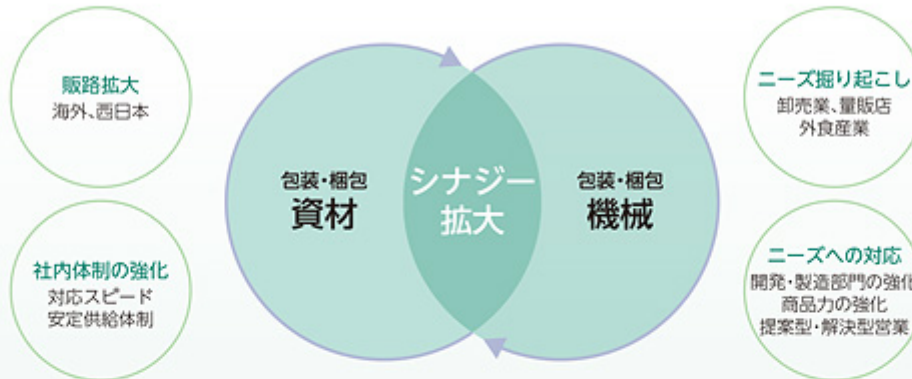 販路拡大
海外、西日本
社内体制の強化
対応スピード
安定供給体制
包装・梱包
資材
シナジー
拡大
包装・梱包
機械
ニーズ掘り起こし
卸売業、量販店
外食産業
ニーズへの対応
開発・製造部門の強化
商品力の強化
提案型・解決型営業